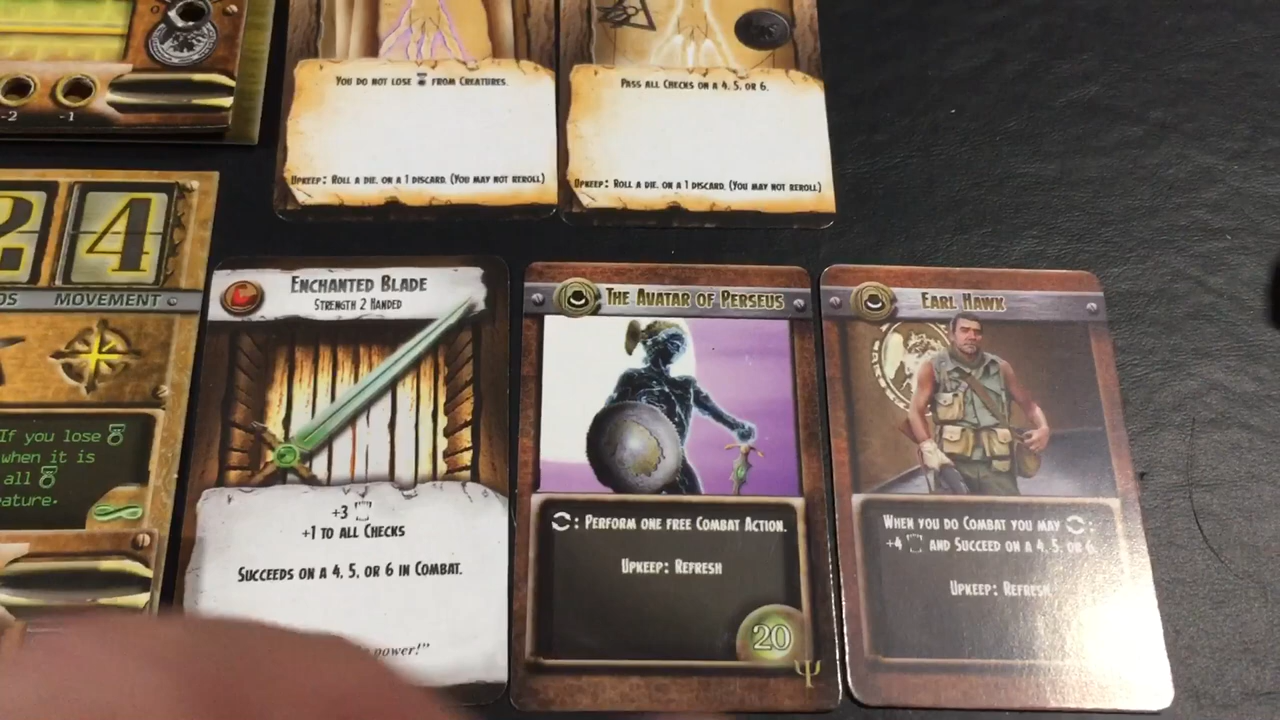 -2 -1
YOU DO NOT LOSE FROM CREATURES.
UPKEEP: ROLL A DIE, ON A 1 DISCARD. (YOU MAY NOT REROLL)
PASS ALL CHECKS ON A 4, 5, OR 6.
UPKEEP: ROLL A DIE, ON A 1 DISCARD. (YOU MAY NOT REROLL)
2 4
MOVEMENT
If you lose
when it is
all
ENCHANTED BLADE
STRENGTH 2 HANDED
+3
+1 TO ALL CHECKS
SUCCEEDS ON A 4, 5, OR 6 IN COMBAT.
power!"
THE AVATAR OF PERSEUS
: PERFORM ONE FREE COMBAT ACTION.
UPKEEP: REFRESH
20
Ψ
EARL HAWK
WHEN YOU DO COMBAT YOU MAY :
+4 AND SUCCEED ON A 4, 5, OR 6.
UPKEEP: REFRESH